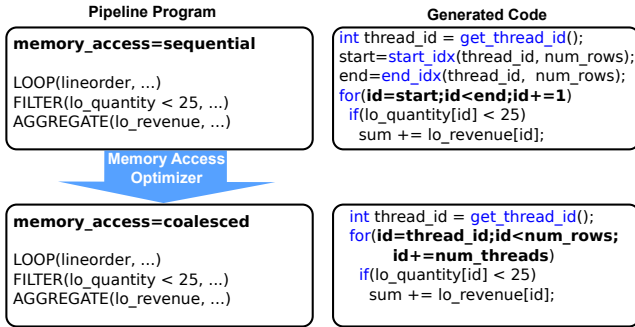 Pipeline Program
memory_access=sequential
LOOP(lineorder, ...)
FILTER(lo_quantity < 25, ...)
AGGREGATE(lo_revenue, ...)
Memory Access
Optimizer
memory_access=coalesced
LOOP(lineorder, ...)
FILTER(lo_quantity < 25, ...)
AGGREGATE(lo_revenue, ...)
Generated Code
int thread_id = get_thread_id();
start=start_idx(thread_id, num_rows);
end=end_idx(thread_id,  num_rows);
for(id=start;id<end;id+=1)
if(lo_quantity[id] < 25)
sum += lo_revenue[id];
int thread_id = get_thread_id();
for(id=thread_id;id<num_rows;
id+=num_threads)
if(lo_quantity[id] < 25)
sum += lo_revenue[id];